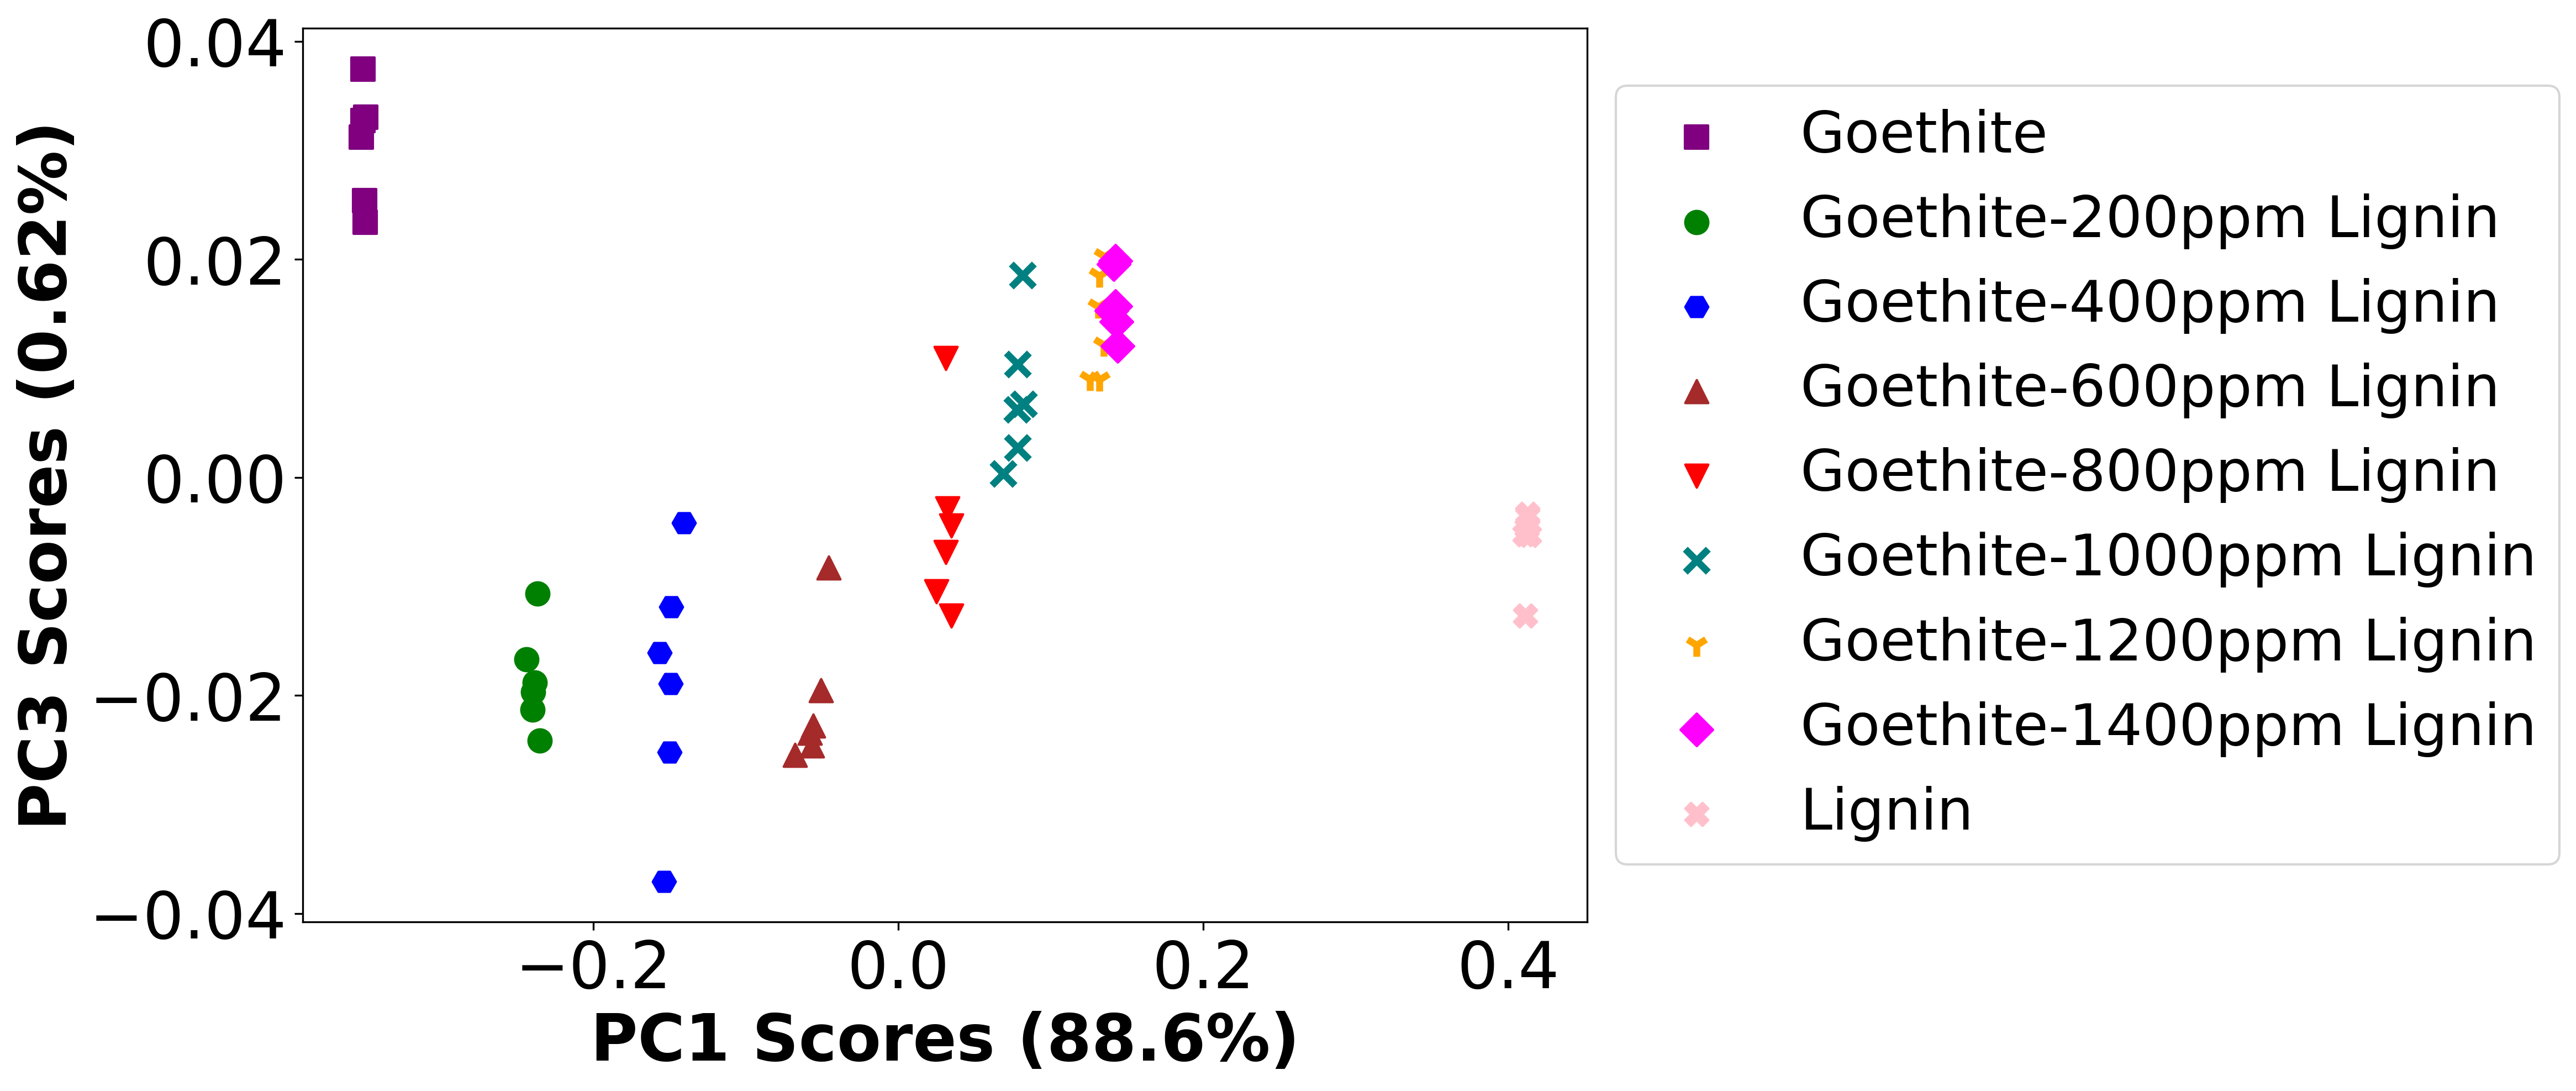 0.04
0.02
0.00
−0.02
−0.04
PC3 Scores (0.62%)
−0.2
0.0
0.2
0.4
PC1 Scores (88.6%)
Goethite
Goethite-200ppm Lignin
Goethite-400ppm Lignin
Goethite-600ppm Lignin
Goethite-800ppm Lignin
Goethite-1000ppm Lignin
Goethite-1200ppm Lignin
Goethite-1400ppm Lignin
Lignin